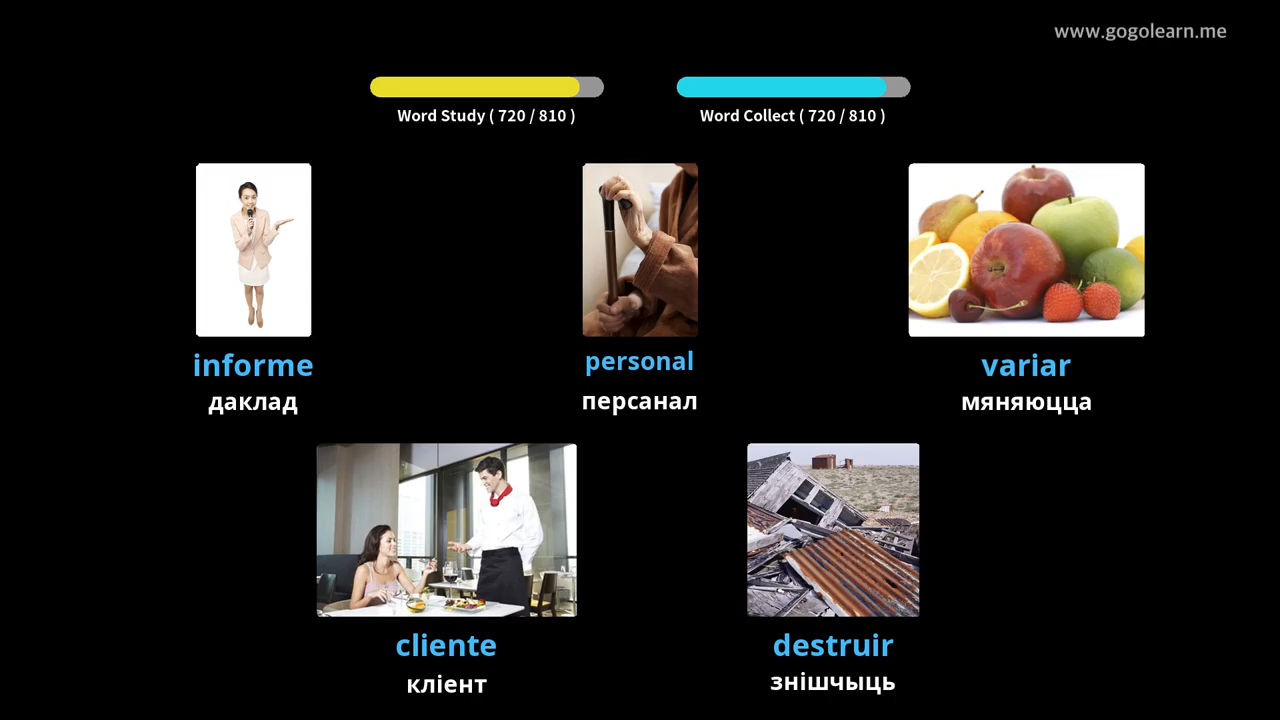 www.gogolearn.me
Word Study ( 720 / 810 )
Word Collect ( 720 / 810 )
informe
даклад
personal
персанал
variar
мяняюцца
cliente
кліент
destruir
знішчыць